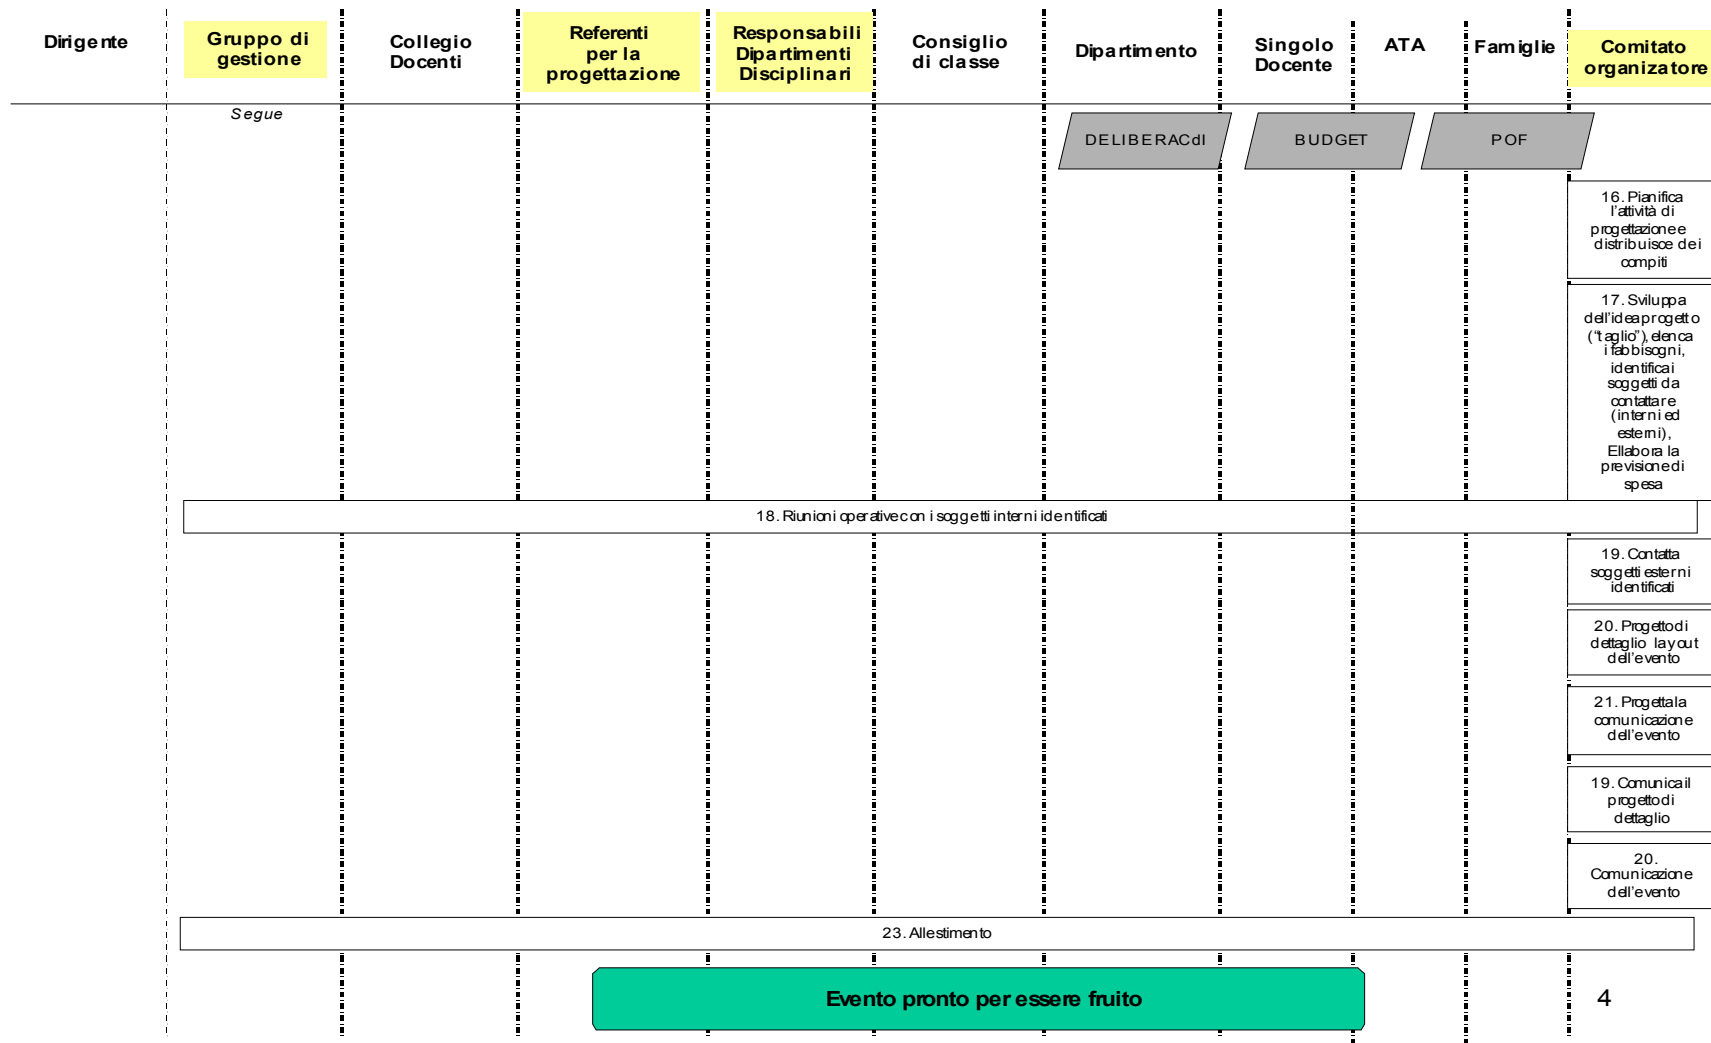 Dirigente
Gruppo di
gestione
Collegio
Docenti
Referenti
per la
progettazione
Responsabili
Dipartimenti
Disciplinari
Consiglio
di classe
Dipartimento
Singolo
Docente
ATA
Famiglie
Comitato
organizatore
Segue
DELIBERA CdI
BUDGET
POF
16. Pianifica
l'attività di
progettazione e
distribuisce dei
compiti
17. Sviluppa
dell'idea progetto
("taglio"), elenca
i fabbisogni,
identifica i
soggetti da
contattare
(interni ed
esterni),
Ellabora la
previsione di
spesa
18. Riunioni operative con i soggetti interni identificati
19. Contatta
soggetti esterni
identificati
20. Progetto di
dettaglio layout
dell'evento
21. Progetta la
comunicazione
dell'evento
19. Comunica il
progetto di
dettaglio
20.
Comunicazione
dell'evento
23. Allestimento
Evento pronto per essere fruito
4